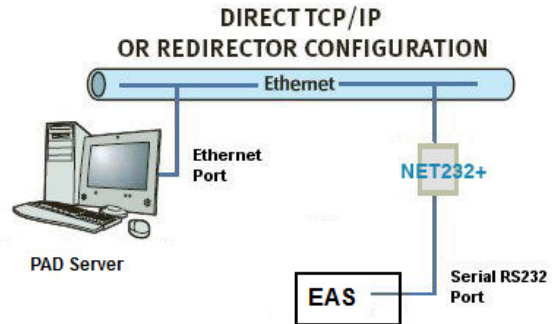 DIRECT TCP/IP
OR REDIRECTOR CONFIGURATION
Ethernet
Ethernet
Port
NET232+
PAD Server
EAS
Serial RS232
Port